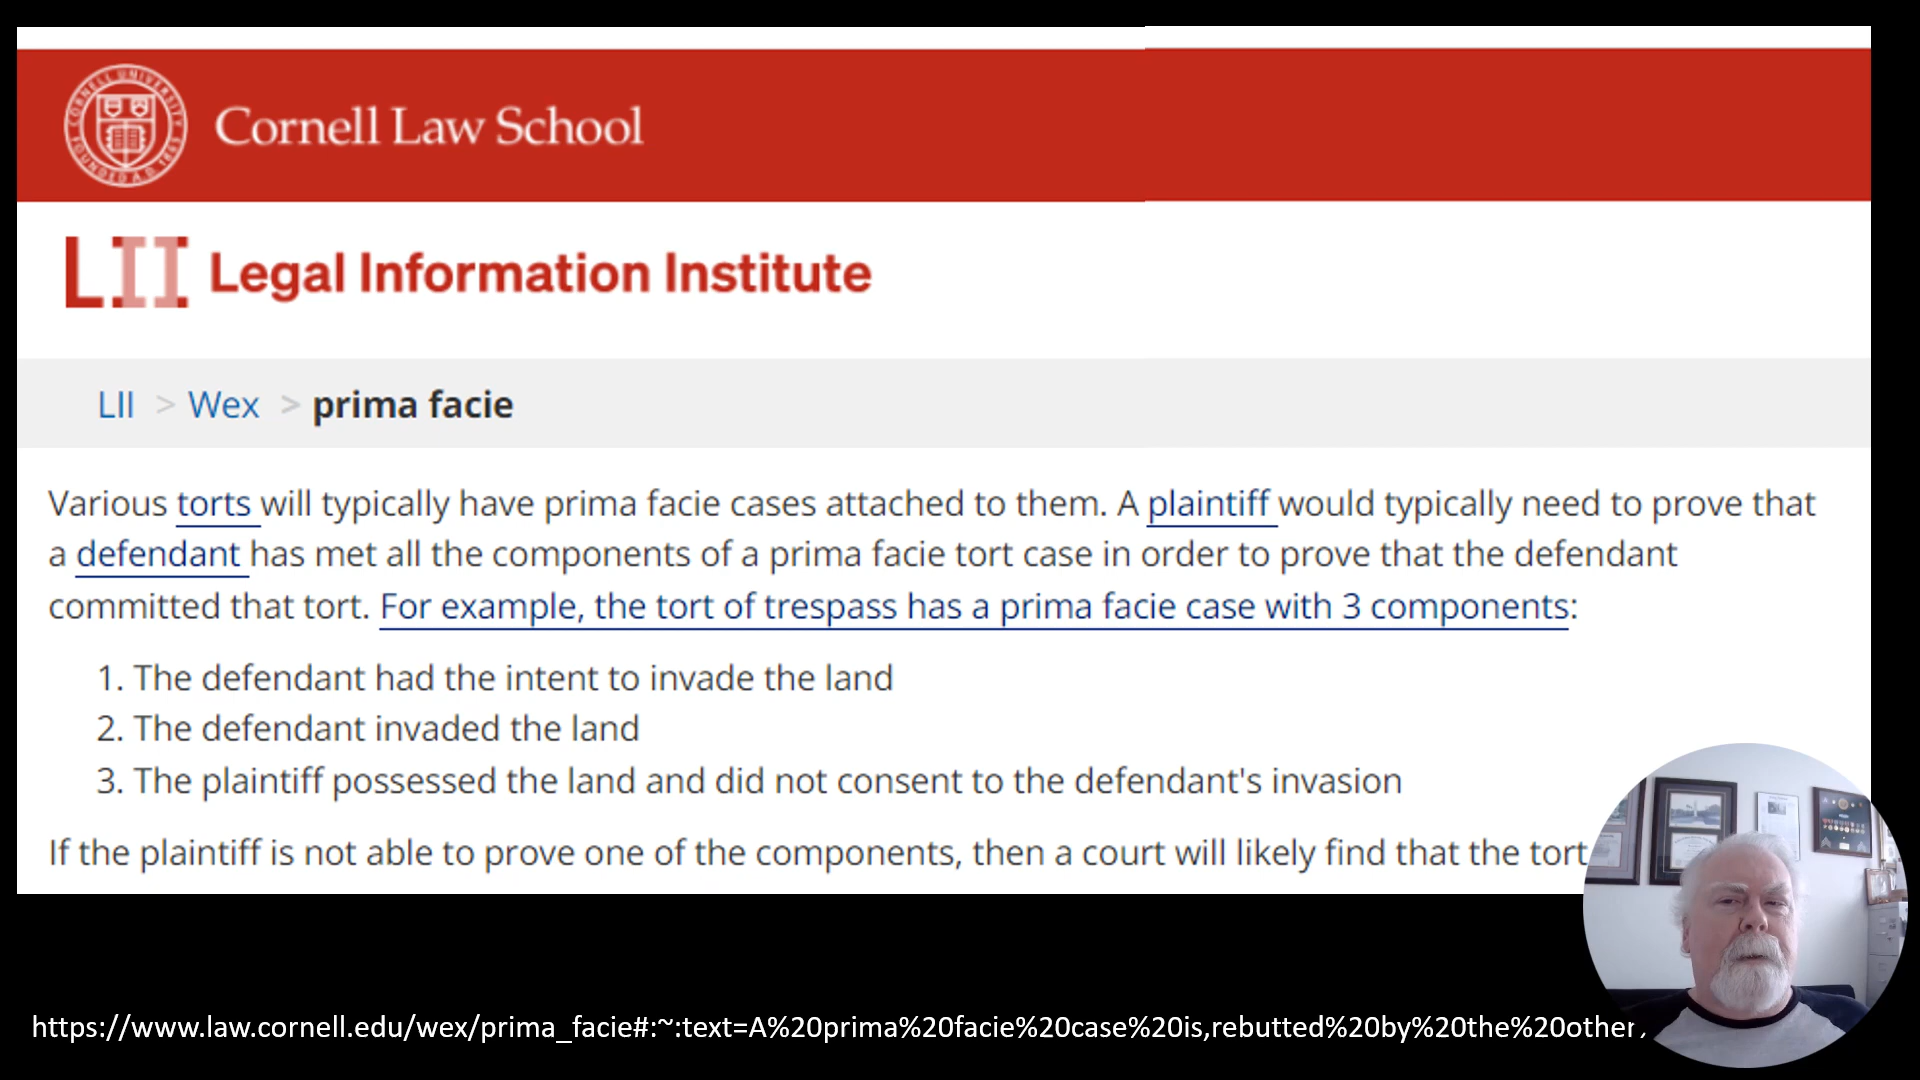 Cornell Law School
LII Legal Information Institute
LII > Wex > prima facie
Various torts will typically have prima facie cases attached to them. A plaintiff would typically need to prove that
a defendant has met all the components of a prima facie tort case in order to prove that the defendant
committed that tort. For example, the tort of trespass has a prima facie case with 3 components:
1. The defendant had the intent to invade the land
2. The defendant invaded the land
3. The plaintiff possessed the land and did not consent to the defendant's invasion
If the plaintiff is not able to prove one of the components, then a court will likely find that the tort
https://www.law.cornell.edu/wex/prima_facie#:~:text=A%20prima%20facie%20case%20is,rebutted%20by%20the%20other